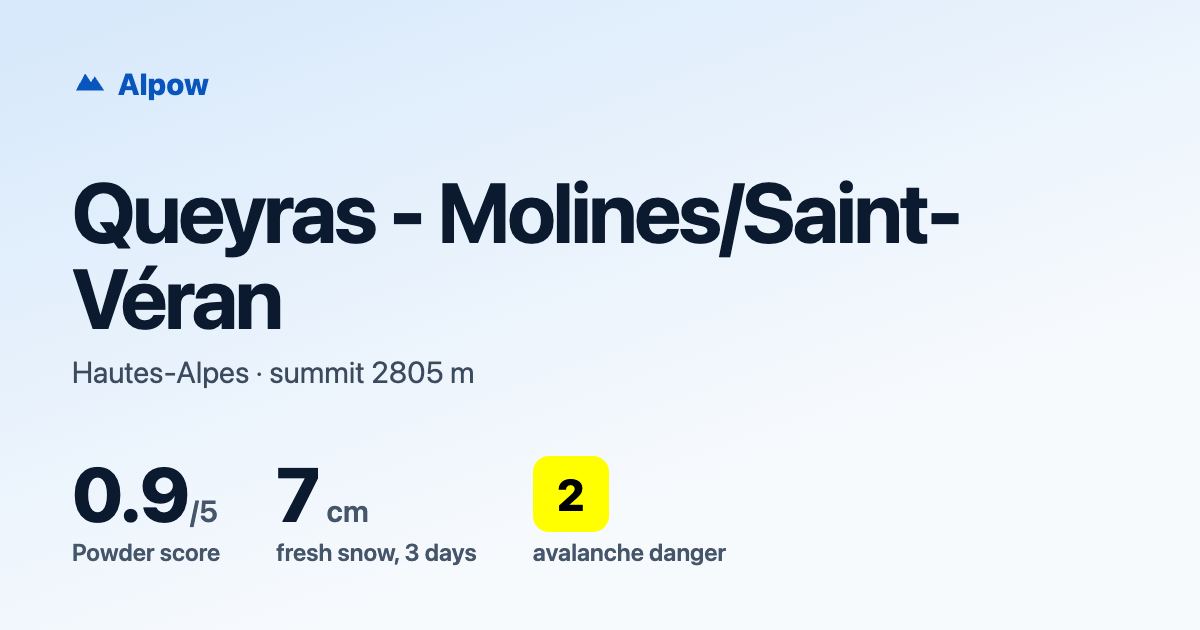 Alpow
Queyras - Molines/Saint-
Véran
Hautes-Alpes · summit 2805 m
0.9/5
Powder score
7 cm
fresh snow, 3 days
2
avalanche danger